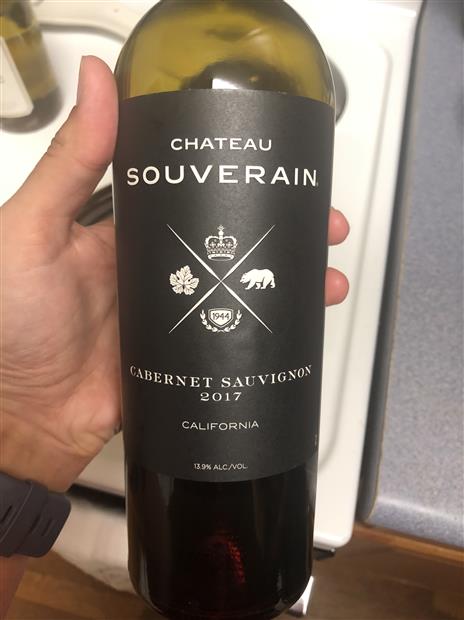 CHATEAU
SOUVERAIN
1944
CABERNET SAUVIGNON
2017
CALIFORNIA
13.9% ALC./VOL.